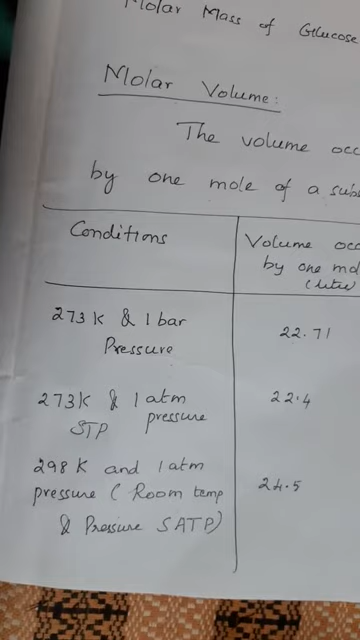 Molar Mass of Glucose
Molar Volume:
The volume occ
by one mole of a subs
Conditions
Volume occ
by one mol
(litre
273 K & 1 bar
Pressure
22.71
273K & 1 atm
pressure
STP
22.4
298 K and 1 atm
pressure ( Room temp
& Pressure SATP)
24.5